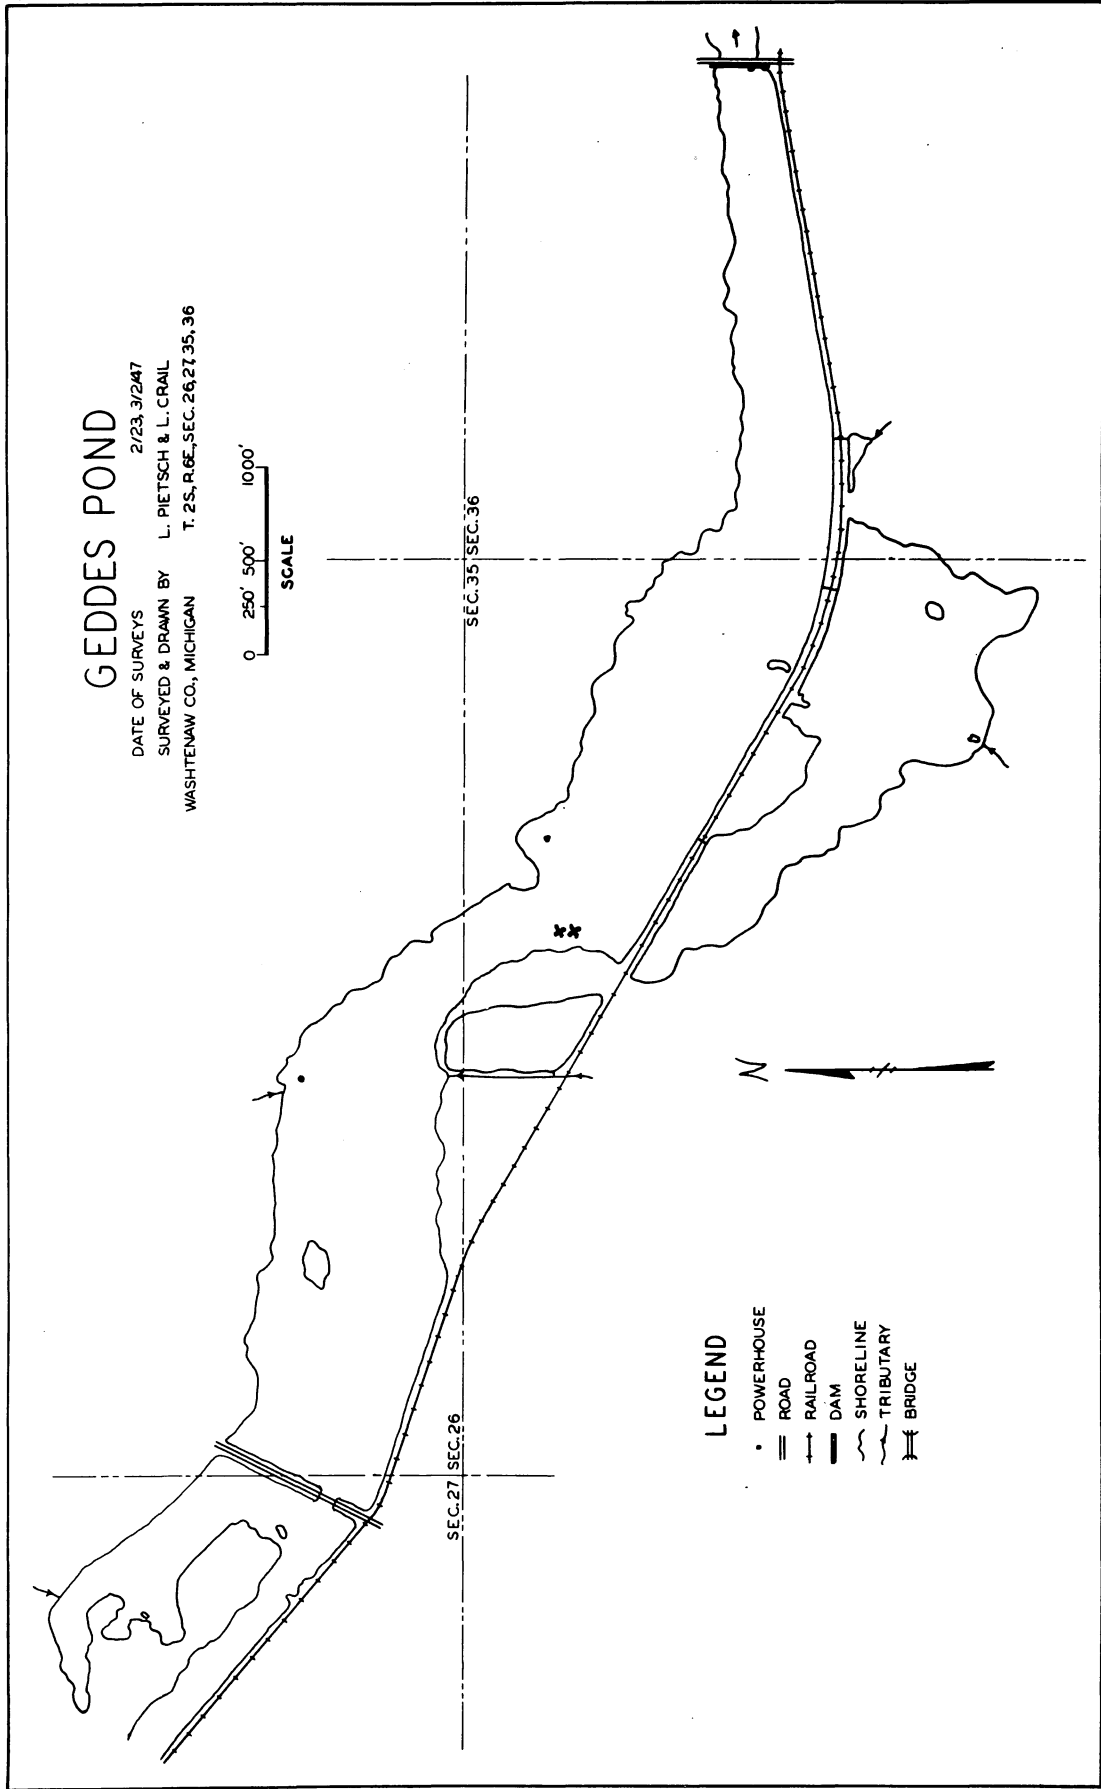 GEDDES POND
DATE OF SURVEYS 2/23, 3/2/47
SURVEYED & DRAWN BY L. PIETSCH & L. CRAIL
WASHTENAW CO., MICHIGAN T. 2S., R.6E., SEC. 26, 27, 35, 36
0 250' 500' 1000'
SCALE
SEC. 35 SEC. 36
N
SEC. 27 SEC. 26
LEGEND
POWERHOUSE
ROAD
RAILROAD
DAM
SHORELINE
TRIBUTARY
BRIDGE